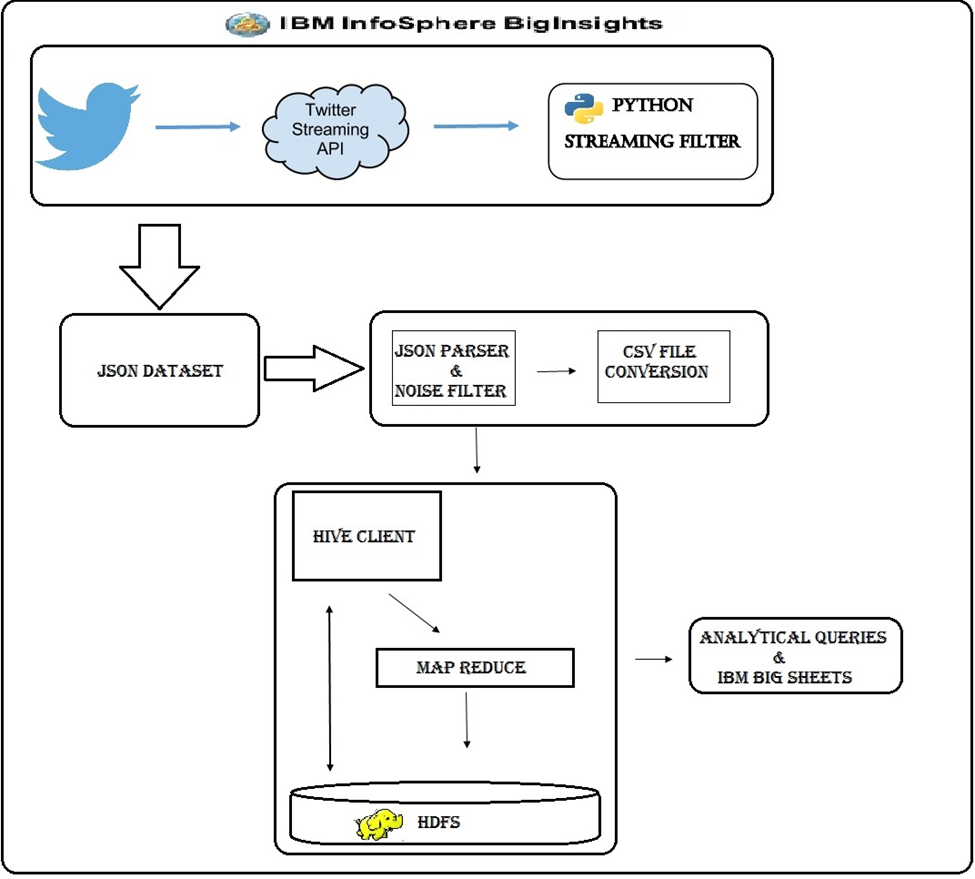 IBM InfoSphere BigInsights
Twitter
Streaming
API
PYTHON
STREAMING FILTER
JSON DATASET
JSON PARSER
&
NOISE FILTER
CSV FILE
CONVERSION
HIVE CLIENT
MAP REDUCE
ANALYTICAL QUERIES
&
IBM BIG SHEETS
HDFS